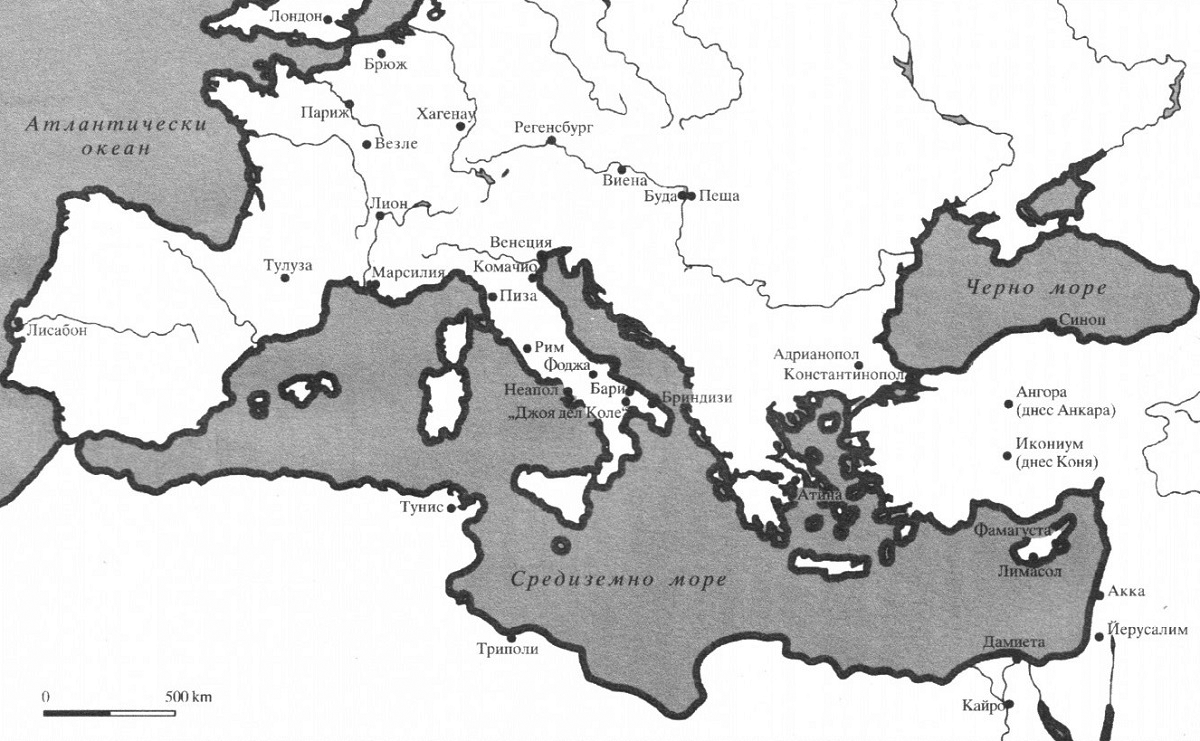 Лондон
Брюж
Париж
Хагенау
Атлантически
океан
Везле
Регенсбург
Виена
Буда
Пеща
Лион
Венеция
Тулуза
Марсилия
Комачио
Пиза
Черно море
Лисабон
Синоп
Рим
Адрианопол
Фоджа
Константинопол
Неапол
Бари
Бриндизи
Ангора
(днес Анкара)
„Джоя дел Коле“
Икониум
(днес Коня)
Атина
Тунис
Фамагуста
Средиземно море
Лимасол
Акка
Йерусалим
Триполи
Дамиета
0 500 km
Кайро